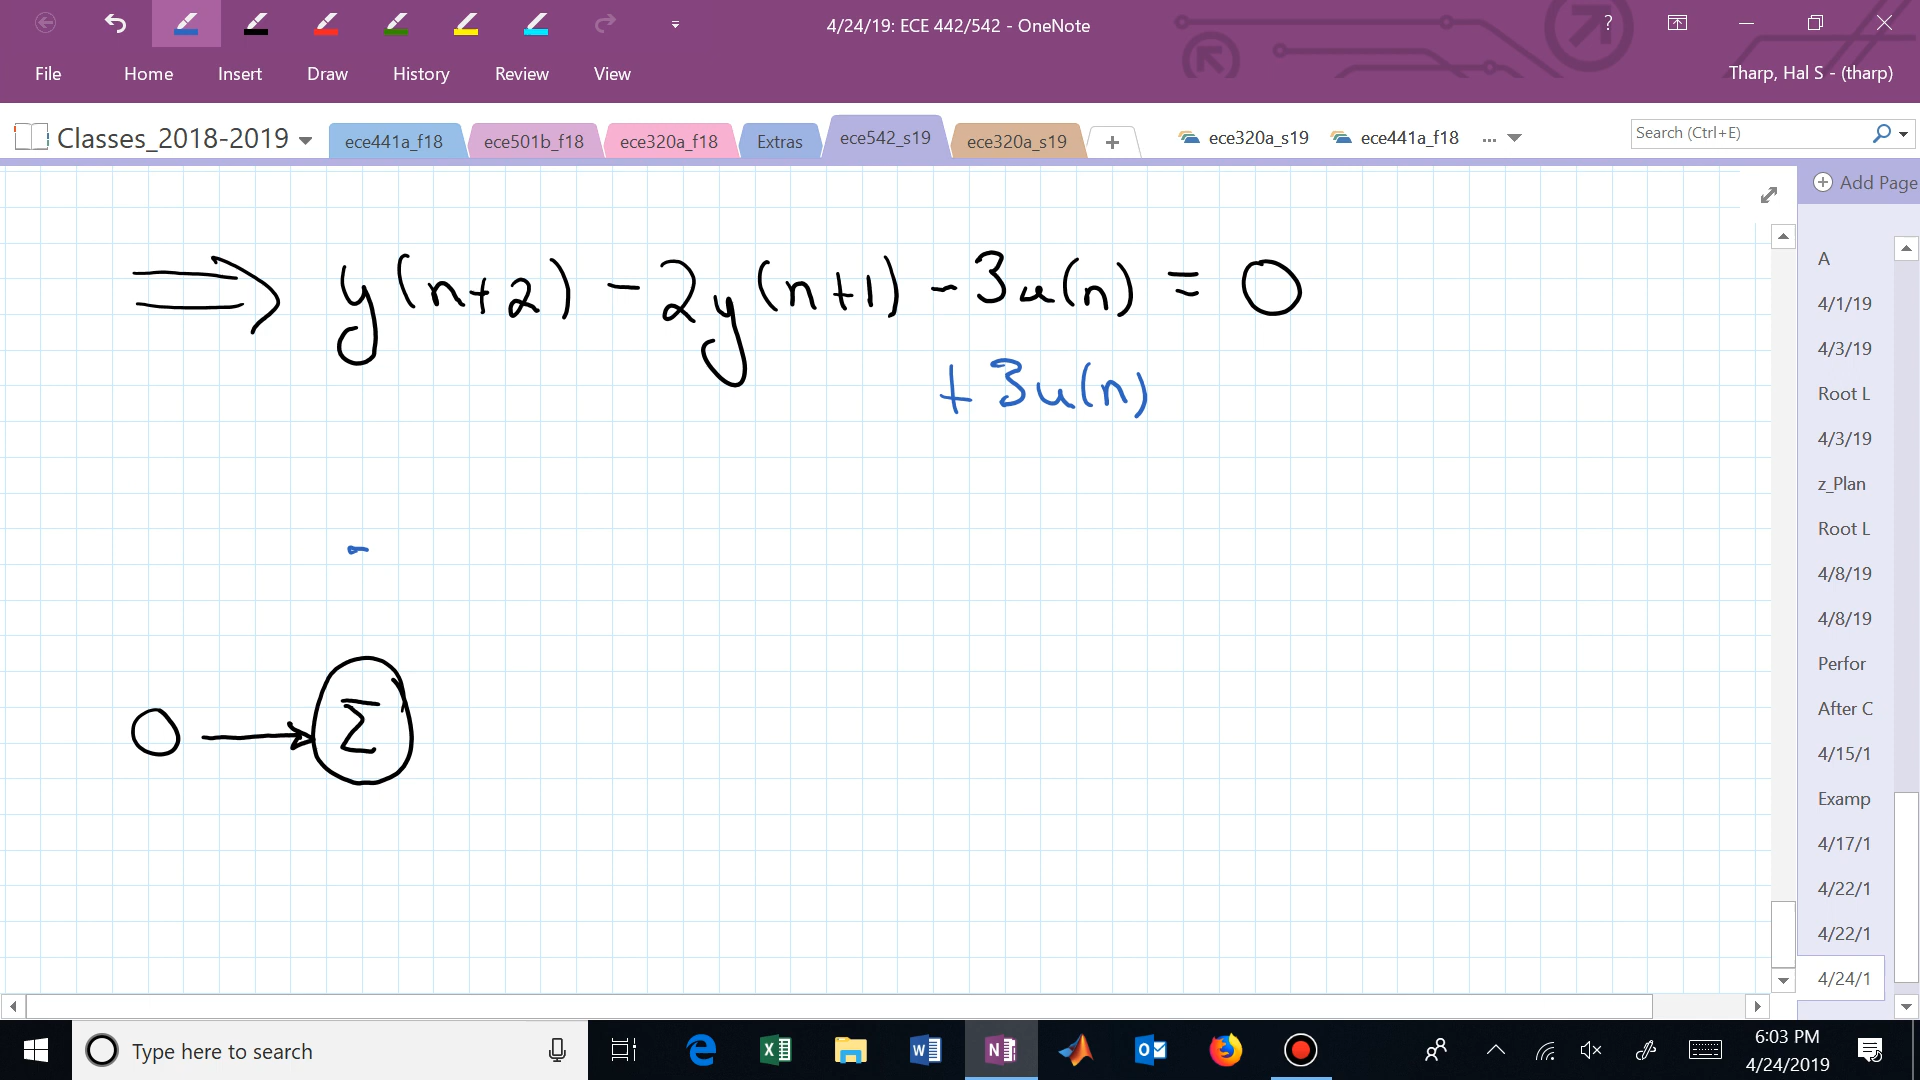 4/24/19: ECE 442/542 - OneNote
?
File Home Insert Draw History Review View
Tharp, Hal S - (tharp)
Classes_2018-2019 ece441a_f18 ece501b_f18 ece320a_f18 Extras ece542_s19 ece320a_s19 + ece320a_s19 ece441a_f18 ...
Search (Ctrl+E)
Add Page
⇒ y(n+2) - 2y(n+1) - 3u(n) = 0
+ 3u(n)
-
0 → Σ
A
4/1/19
4/3/19
Root L
4/3/19
z_Plan
Root L
4/8/19
4/8/19
Perfor
After C
4/15/1
Examp
4/17/1
4/22/1
4/22/1
4/24/1
Type here to search
6:03 PM
4/24/2019